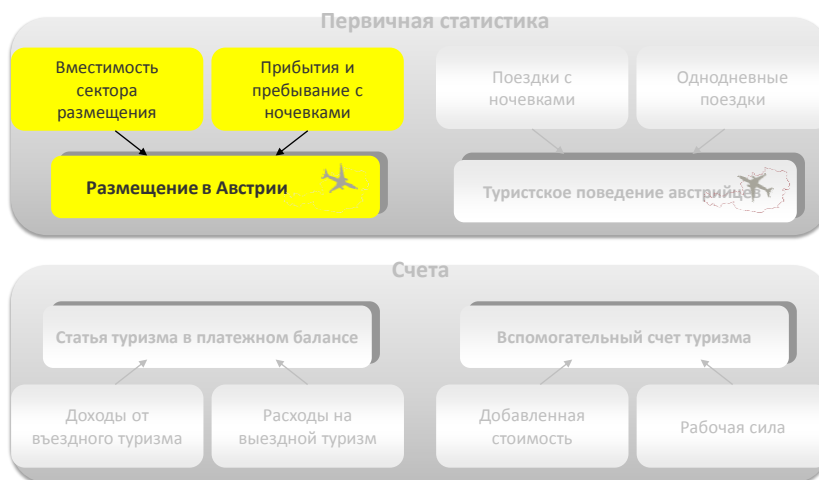 Первичная статистика
Вместимость
сектора
размещения
Прибытия и
пребывание с
ночевками
Поездки с
ночевками
Однодневные
поездки
Размещение в Австрии
Туристское поведение австрийцев
Счета
Статья туризма в платежном балансе
Вспомогательный счет туризма
Доходы от
въездного туризма
Расходы на
выездной туризм
Добавленная
стоимость
Рабочая сила